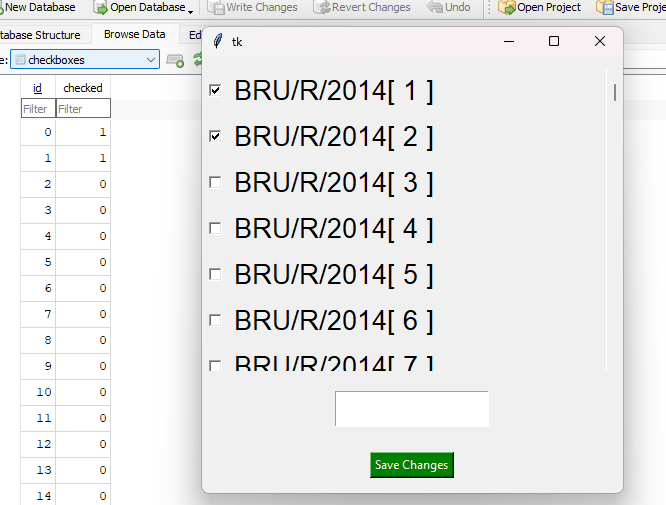 New Database Open Database Write Changes Revert Changes Undo Open Project Save Proje
tabase Structure Browse Data Ed
e: checkboxes
id checked
Filter Filter
0 1
1 1
2 0
3 0
4 0
5 0
6 0
7 0
8 0
9 0
10 0
11 0
12 0
13 0
14 0
tk
BRU/R/2014[ 1 ]
BRU/R/2014[ 2 ]
BRU/R/2014[ 3 ]
BRU/R/2014[ 4 ]
BRU/R/2014[ 5 ]
BRU/R/2014[ 6 ]
BRU/R/2014[ 7 ]
Save Changes